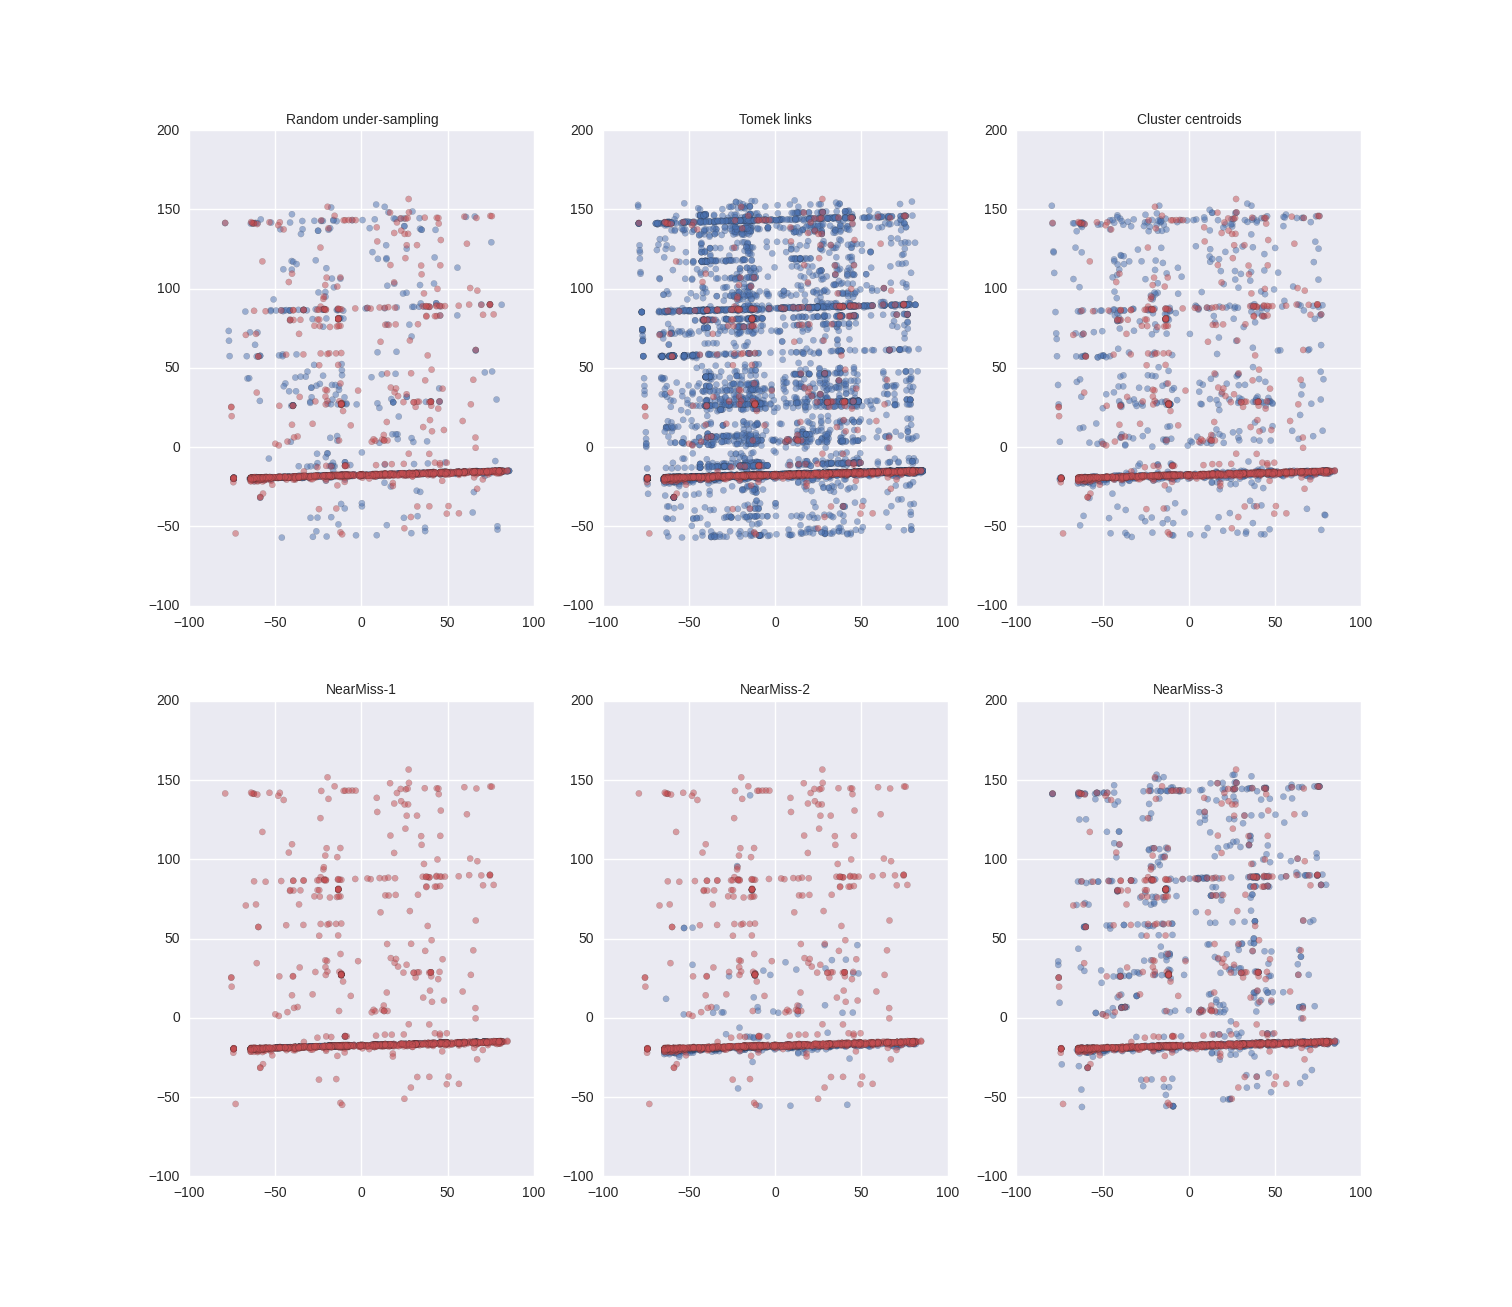 Random under-sampling Tomek links Cluster centroids
200 200 200
150 150 150
100 100 100
50 50 50
0 0 0
−50 −50 −50
−100 −100 −100
−100 −50 0 50 100 −100 −50 0 50 100 −100 −50 0 50 100
NearMiss-1 NearMiss-2 NearMiss-3
200 200 200
150 150 150
100 100 100
50 50 50
0 0 0
−50 −50 −50
−100 −100 −100
−100 −50 0 50 100 −100 −50 0 50 100 −100 −50 0 50 100